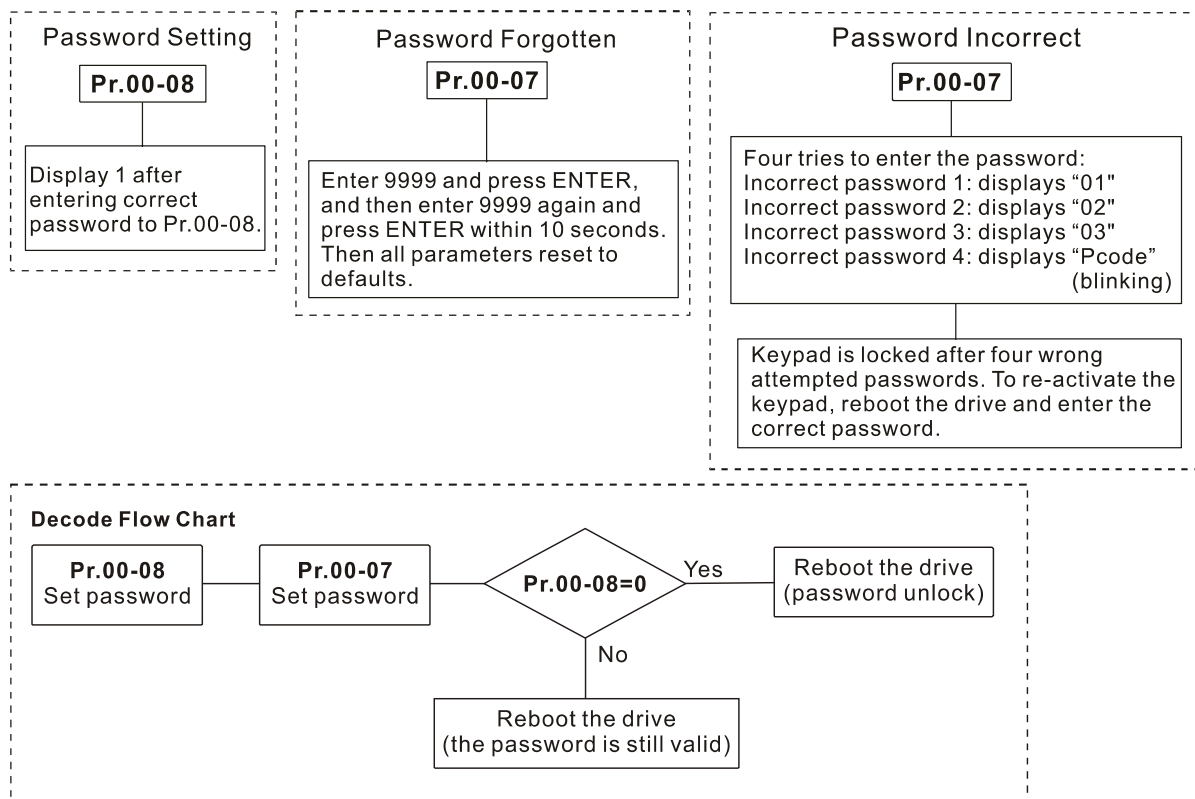 Password Setting
Pr.00-08
Display 1 after
entering correct
password to Pr.00-08.
Password Forgotten
Pr.00-07
Enter 9999 and press ENTER,
and then enter 9999 again and
press ENTER within 10 seconds.
Then all parameters reset to
defaults.
Password Incorrect
Pr.00-07
Four tries to enter the password:
Incorrect password 1: displays “01"
Incorrect password 2: displays “02"
Incorrect password 3: displays “03"
Incorrect password 4: displays “Pcode”
(blinking)
Keypad is locked after four wrong
attempted passwords. To re-activate the
keypad, reboot the drive and enter the
correct password.
Decode Flow Chart
Pr.00-08
Set password
Pr.00-07
Set password
Pr.00-08=0
Yes
Reboot the drive
(password unlock)
No
Reboot the drive
(the password is still valid)